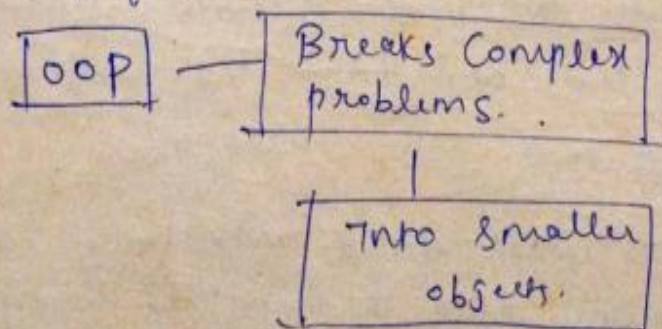 OOP
Breaks Complex
problems.
Into smaller
objects.